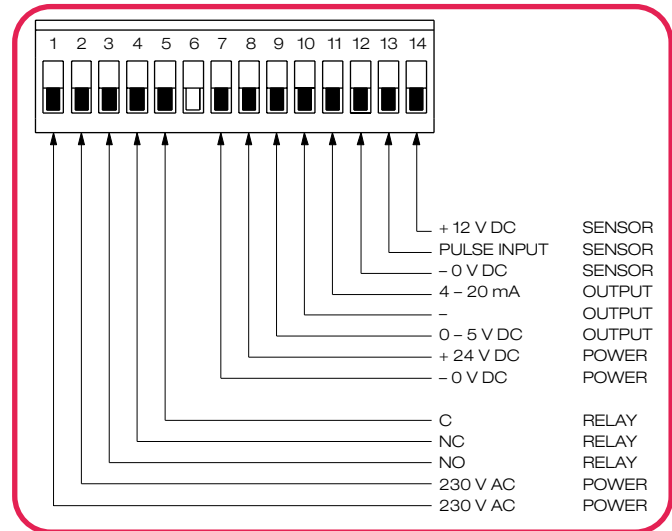 1 2 3 4 5 6 7 8 9 10 11 12 13 14
+ 12 V DC SENSOR
PULSE INPUT SENSOR
– 0 V DC SENSOR
4 – 20 mA OUTPUT
– OUTPUT
0 – 5 V DC OUTPUT
+ 24 V DC POWER
– 0 V DC POWER
C RELAY
NC RELAY
NO RELAY
230 V AC POWER
230 V AC POWER